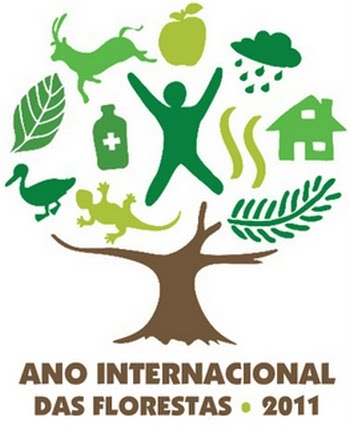 ANO INTERNACIONAL
DAS FLORESTAS • 2011